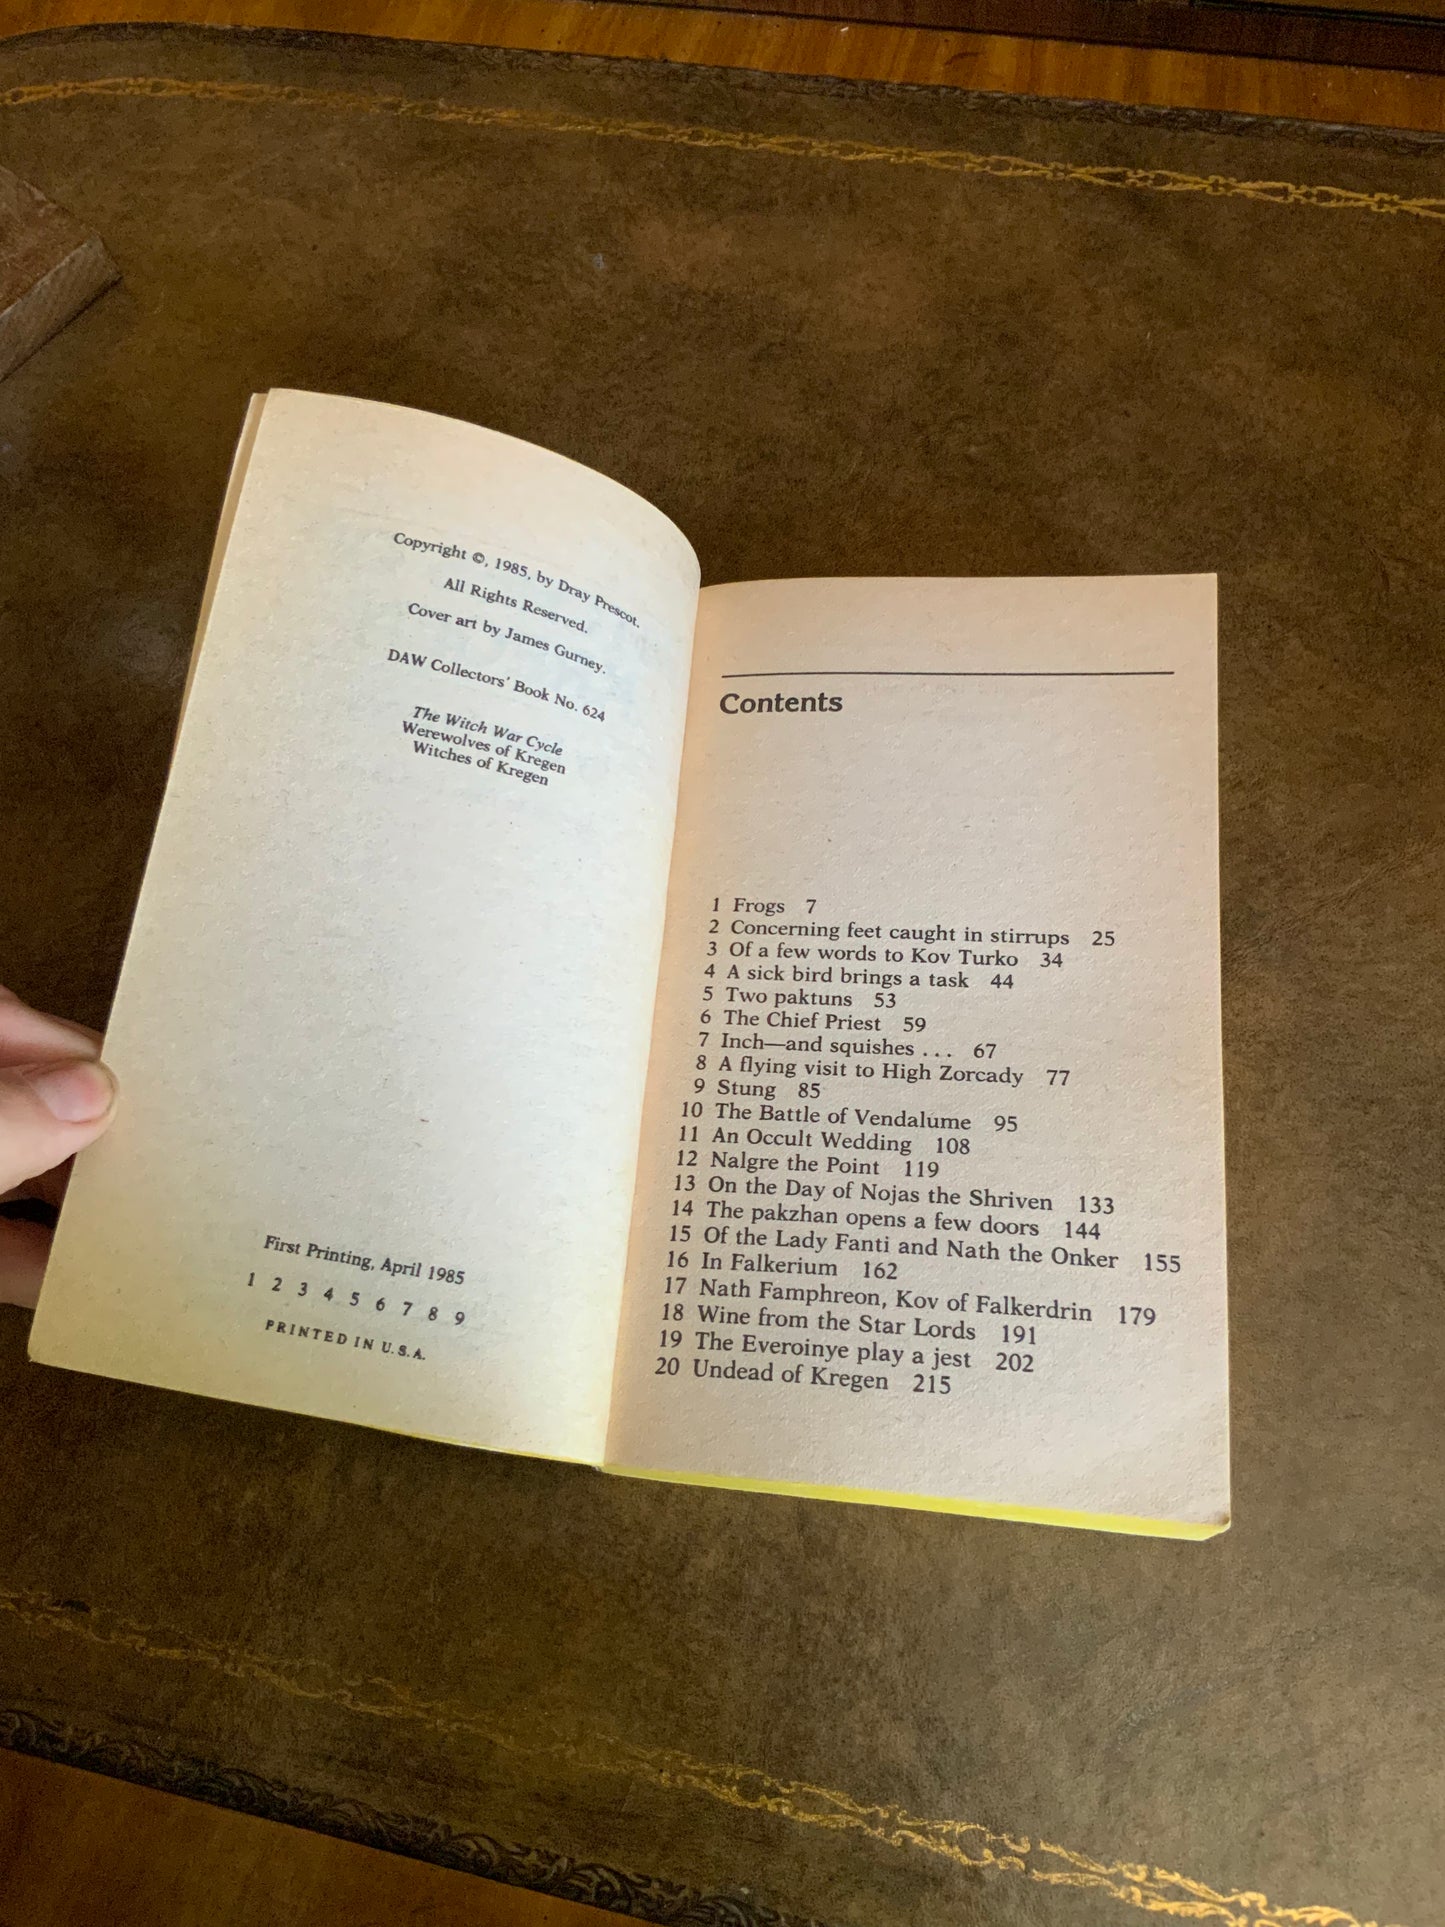 Copyright ©, 1985, by Dray Prescot.
All Rights Reserved.
Cover art by James Gurney.
DAW Collectors' Book No. 624
The Witch War Cycle
Werewolves of Kregen
Witches of Kregen
First Printing, April 1985
1 2 3 4 5 6 7 8 9
PRINTED IN U.S.A.
Contents
1 Frogs 7
2 Concerning feet caught in stirrups 25
3 Of a few words to Kov Turko 34
4 A sick bird brings a task 44
5 Two paktuns 53
6 The Chief Priest 59
7 Inch—and squishes . . . 67
8 A flying visit to High Zorcady 77
9 Stung 85
10 The Battle of Vendalume 95
11 An Occult Wedding 108
12 Nalgre the Point 119
13 On the Day of Nojas the Shriven 133
14 The pakzhan opens a few doors 144
15 Of the Lady Fanti and Nath the Onker 155
16 In Falkerium 162
17 Nath Famphreon, Kov of Falkerdrin 179
18 Wine from the Star Lords 191
19 The Everoinye play a jest 202
20 Undead of Kregen 215